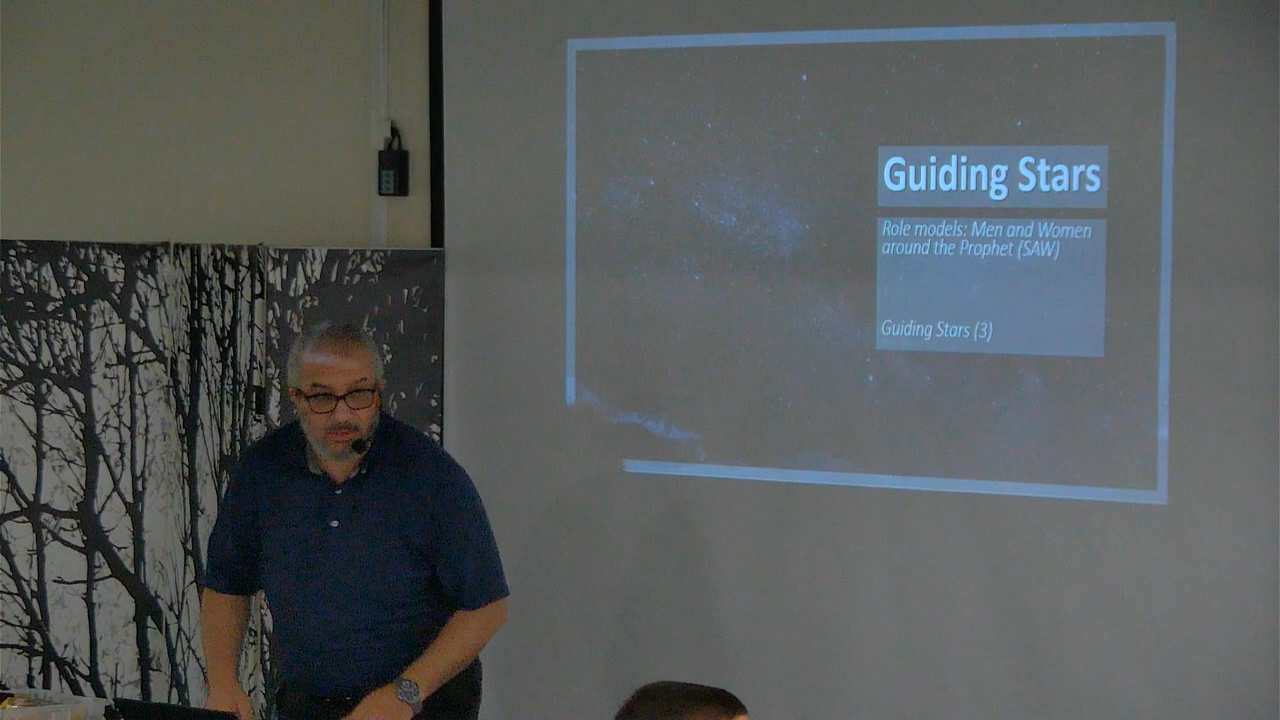 Guiding Stars
Role models: Men and Women
around the Prophet (SAW)
Guiding Stars (3)